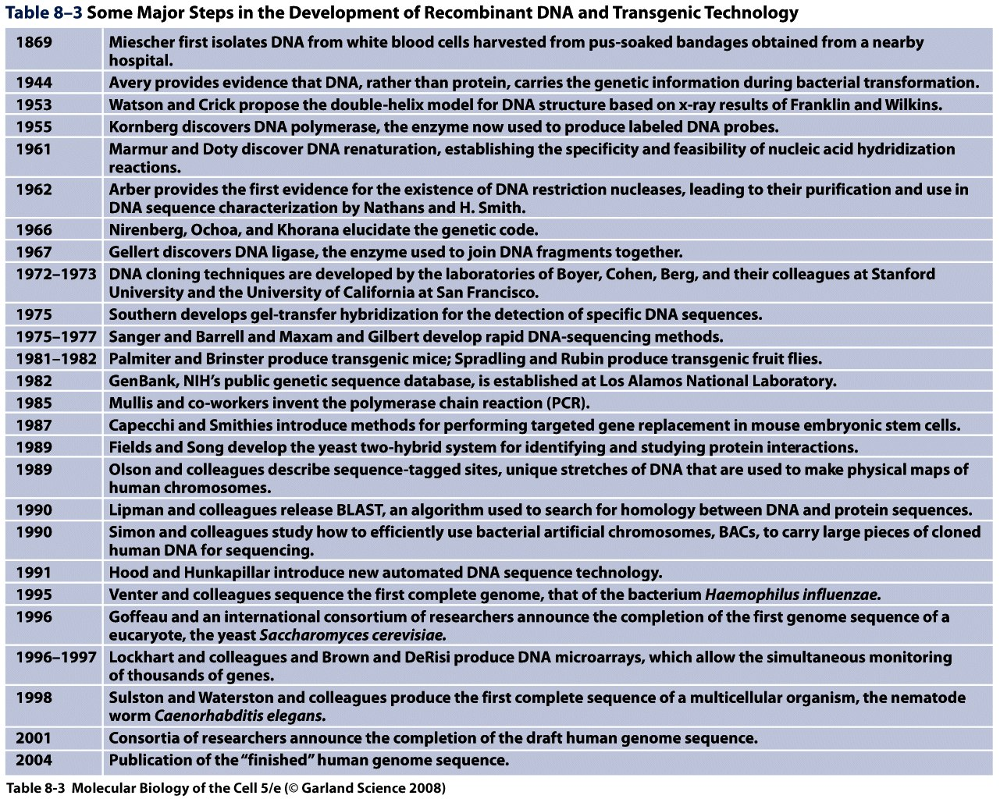 Table 8–3 Some Major Steps in the Development of Recombinant DNA and Transgenic Technology
1869 Miescher first isolates DNA from white blood cells harvested from pus-soaked bandages obtained from a nearby
hospital.
1944 Avery provides evidence that DNA, rather than protein, carries the genetic information during bacterial transformation.
1953 Watson and Crick propose the double-helix model for DNA structure based on x-ray results of Franklin and Wilkins.
1955 Kornberg discovers DNA polymerase, the enzyme now used to produce labeled DNA probes.
1961 Marmur and Doty discover DNA renaturation, establishing the specificity and feasibility of nucleic acid hydridization
reactions.
1962 Arber provides the first evidence for the existence of DNA restriction nucleases, leading to their purification and use in
DNA sequence characterization by Nathans and H. Smith.
1966 Nirenberg, Ochoa, and Khorana elucidate the genetic code.
1967 Gellert discovers DNA ligase, the enzyme used to join DNA fragments together.
1972–1973 DNA cloning techniques are developed by the laboratories of Boyer, Cohen, Berg, and their colleagues at Stanford
University and the University of California at San Francisco.
1975 Southern develops gel-transfer hybridization for the detection of specific DNA sequences.
1975–1977 Sanger and Barrell and Maxam and Gilbert develop rapid DNA-sequencing methods.
1981–1982 Palmiter and Brinster produce transgenic mice; Spradling and Rubin produce transgenic fruit flies.
1982 GenBank, NIH’s public genetic sequence database, is established at Los Alamos National Laboratory.
1985 Mullis and co-workers invent the polymerase chain reaction (PCR).
1987 Capecchi and Smithies introduce methods for performing targeted gene replacement in mouse embryonic stem cells.
1989 Fields and Song develop the yeast two-hybrid system for identifying and studying protein interactions.
1989 Olson and colleagues describe sequence-tagged sites, unique stretches of DNA that are used to make physical maps of
human chromosomes.
1990 Lipman and colleagues release BLAST, an algorithm used to search for homology between DNA and protein sequences.
1990 Simon and colleagues study how to efficiently use bacterial artificial chromosomes, BACs, to carry large pieces of cloned
human DNA for sequencing.
1991 Hood and Hunkapillar introduce new automated DNA sequence technology.
1995 Venter and colleagues sequence the first complete genome, that of the bacterium Haemophilus influenzae.
1996 Goffeau and an international consortium of researchers announce the completion of the first genome sequence of a
eucaryote, the yeast Saccharomyces cerevisiae.
1996–1997 Lockhart and colleagues and Brown and DeRisi produce DNA microarrays, which allow the simultaneous monitoring
of thousands of genes.
1998 Sulston and Waterston and colleagues produce the first complete sequence of a multicellular organism, the nematode
worm Caenorhabditis elegans.
2001 Consortia of researchers announce the completion of the draft human genome sequence.
2004 Publication of the “finished” human genome sequence.
Table 8-3 Molecular Biology of the Cell 5/e (© Garland Science 2008)